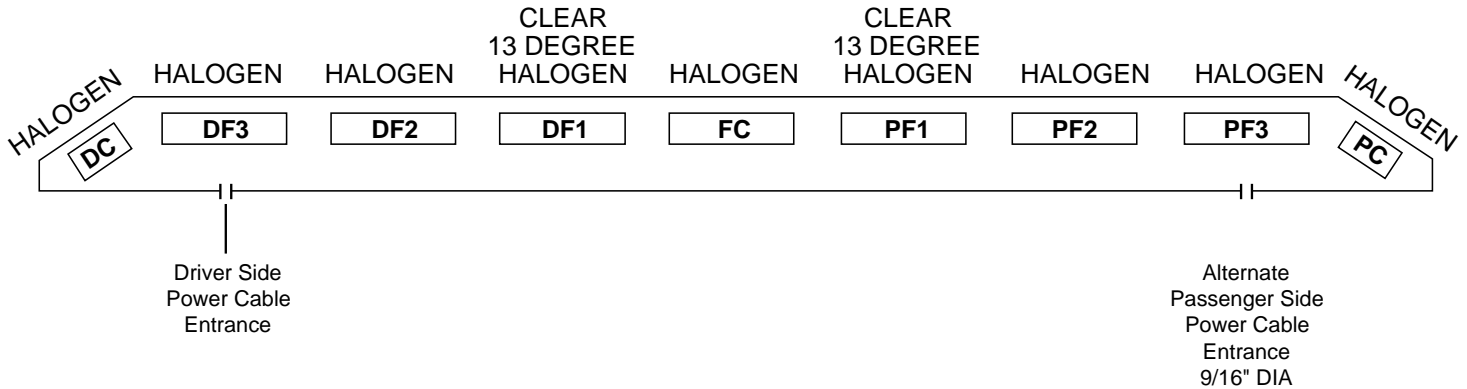 CLEAR
13 DEGREE
HALOGEN
CLEAR
13 DEGREE
HALOGEN
HALOGEN
HALOGEN
HALOGEN
HALOGEN
HALOGEN
HALOGEN
HALOGEN
DC
DF3
DF2
DF1
FC
PF1
PF2
PF3
PC
Driver Side
Power Cable
Entrance
Alternate
Passenger Side
Power Cable
Entrance
9/16" DIA